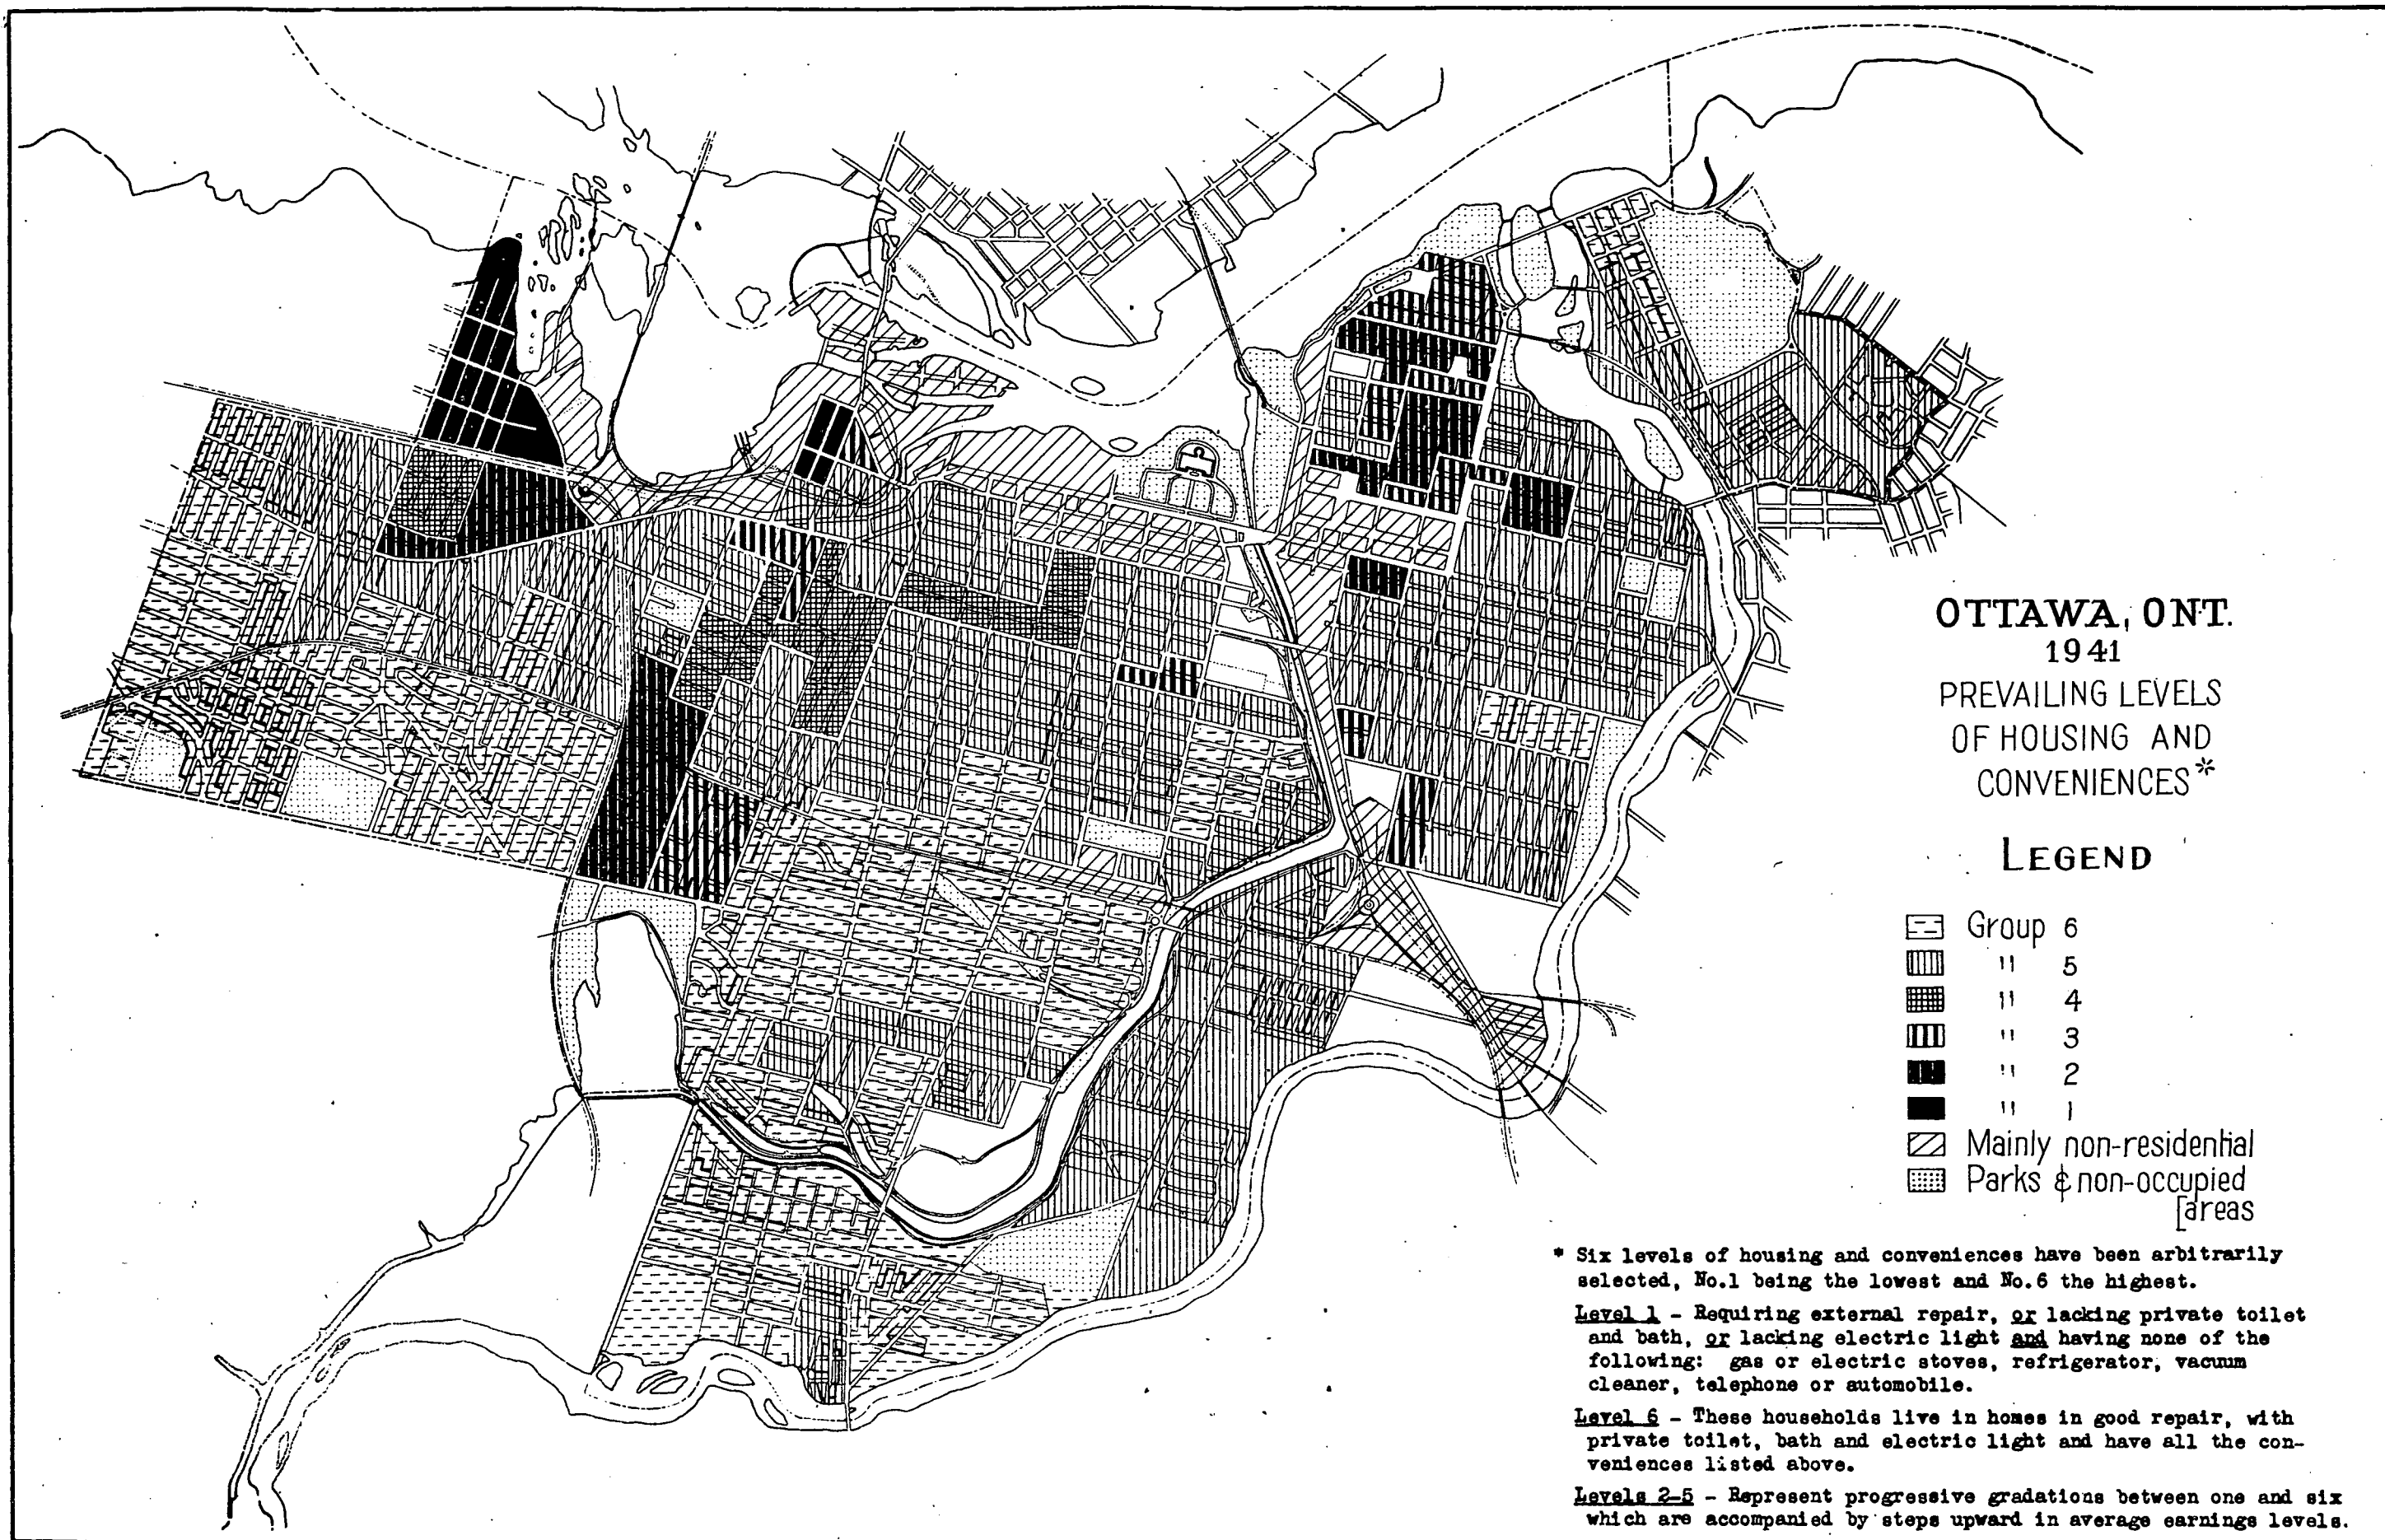 OTTAWA, ONT.
1941
PREVAILING LEVELS
OF HOUSING AND
CONVENIENCES*
LEGEND
Group 6
" 5
" 4
" 3
" 2
" 1
Mainly non-residential
Parks & non-occupied
[areas
* Six levels of housing and conveniences have been arbitrarily
selected, No.1 being the lowest and No.6 the highest.
Level 1 - Requiring external repair, or lacking private toilet
and bath, or lacking electric light and having none of the
following: gas or electric stoves, refrigerator, vacuum
cleaner, telephone or automobile.
Level 6 - These households live in homes in good repair, with
private toilet, bath and electric light and have all the con-
veniences listed above.
Levels 2-5 - Represent progressive gradations between one and six
which are accompanied by steps upward in average earnings levels.